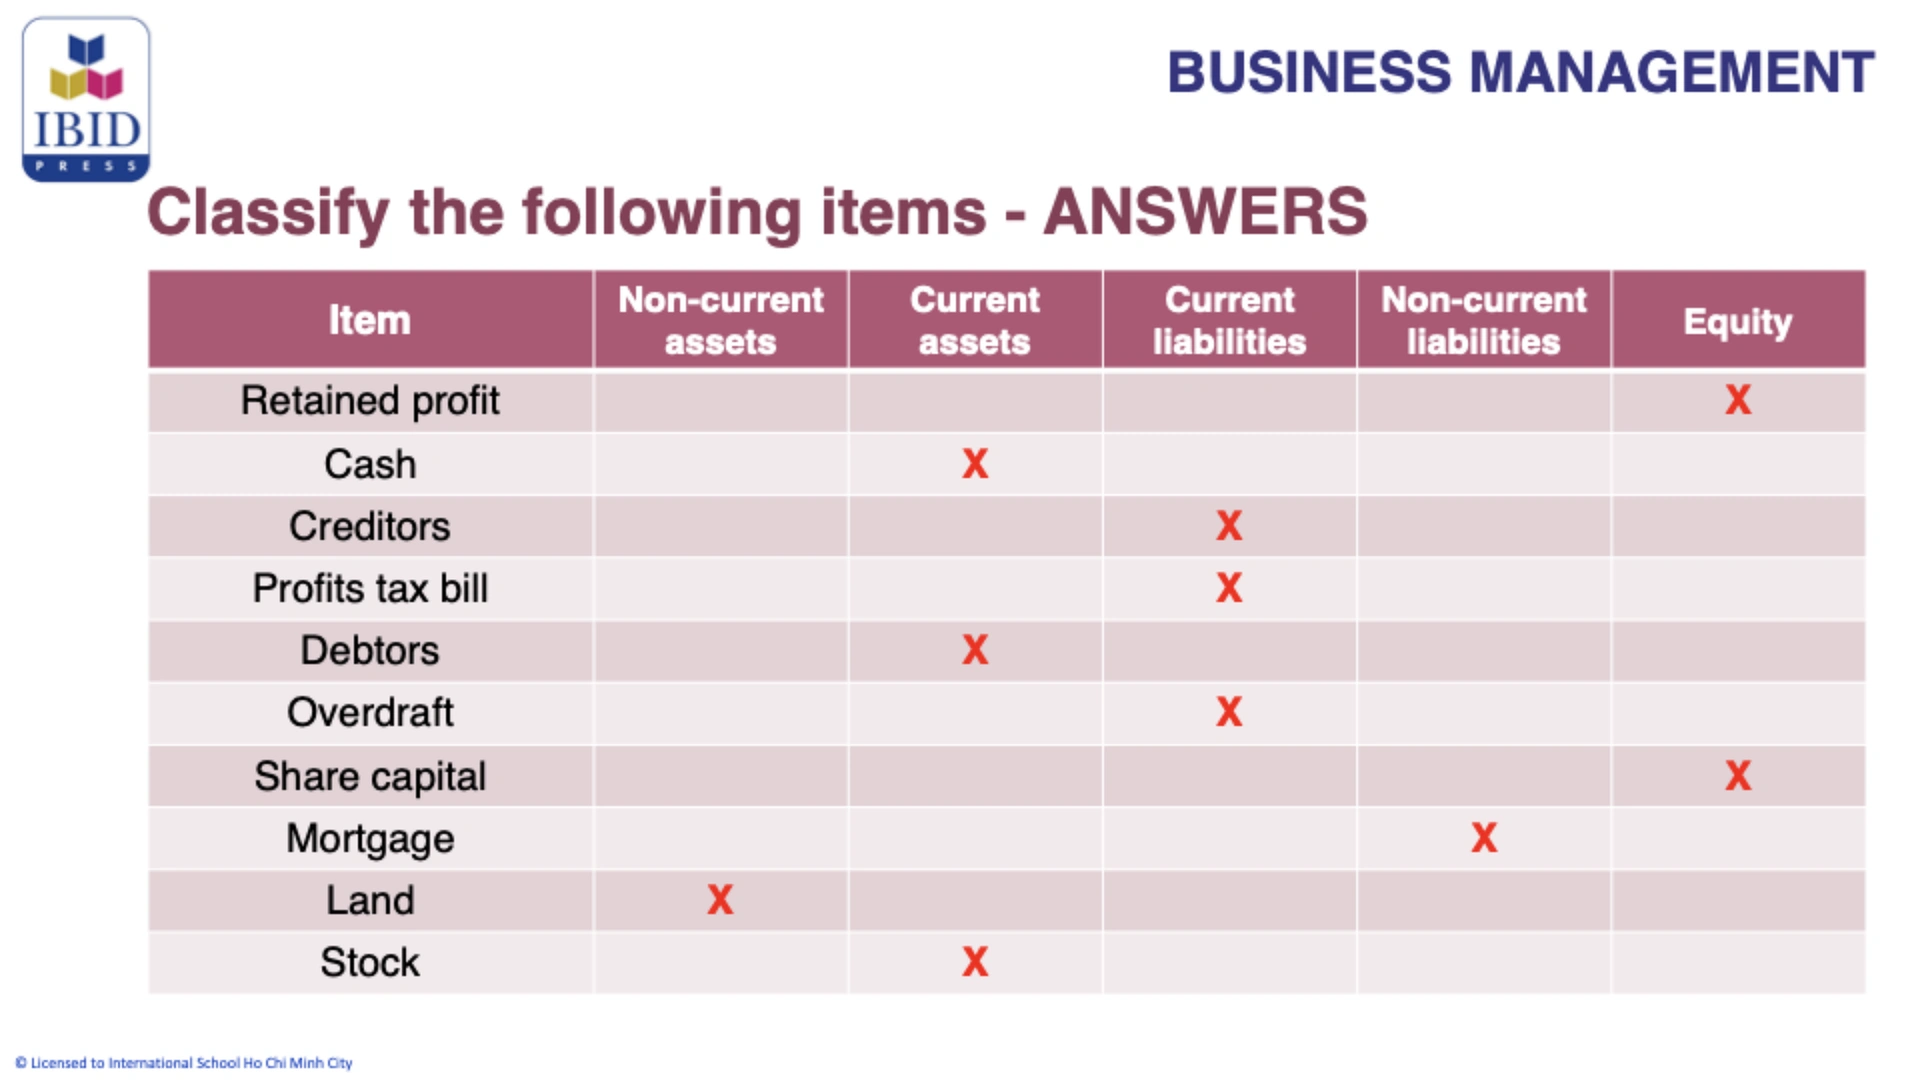 IBID
PRESS
BUSINESS MANAGEMENT
Classify the following items - ANSWERS
Item Non-current assets Current assets Current liabilities Non-current liabilities Equity
Retained profit X
Cash X
Creditors X
Profits tax bill X
Debtors X
Overdraft X
Share capital X
Mortgage X
Land X
Stock X
© Licensed to International School Ho Chi Minh City